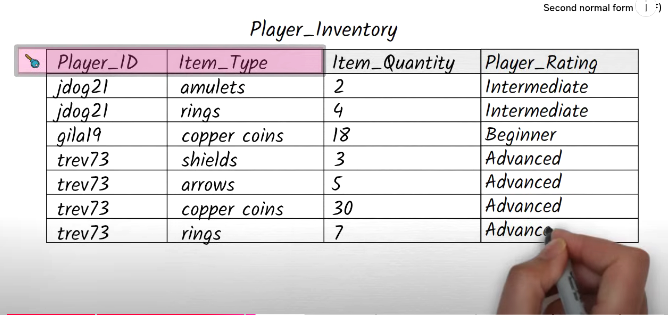 Second normal form
Player_Inventory
Player_ID Item_Type Item_Quantity Player_Rating
jdog21 amulets 2 Intermediate
jdog21 rings 4 Intermediate
gila19 copper coins 18 Beginner
trev73 shields 3 Advanced
trev73 arrows 5 Advanced
trev73 copper coins 30 Advanced
trev73 rings 7 Advanc